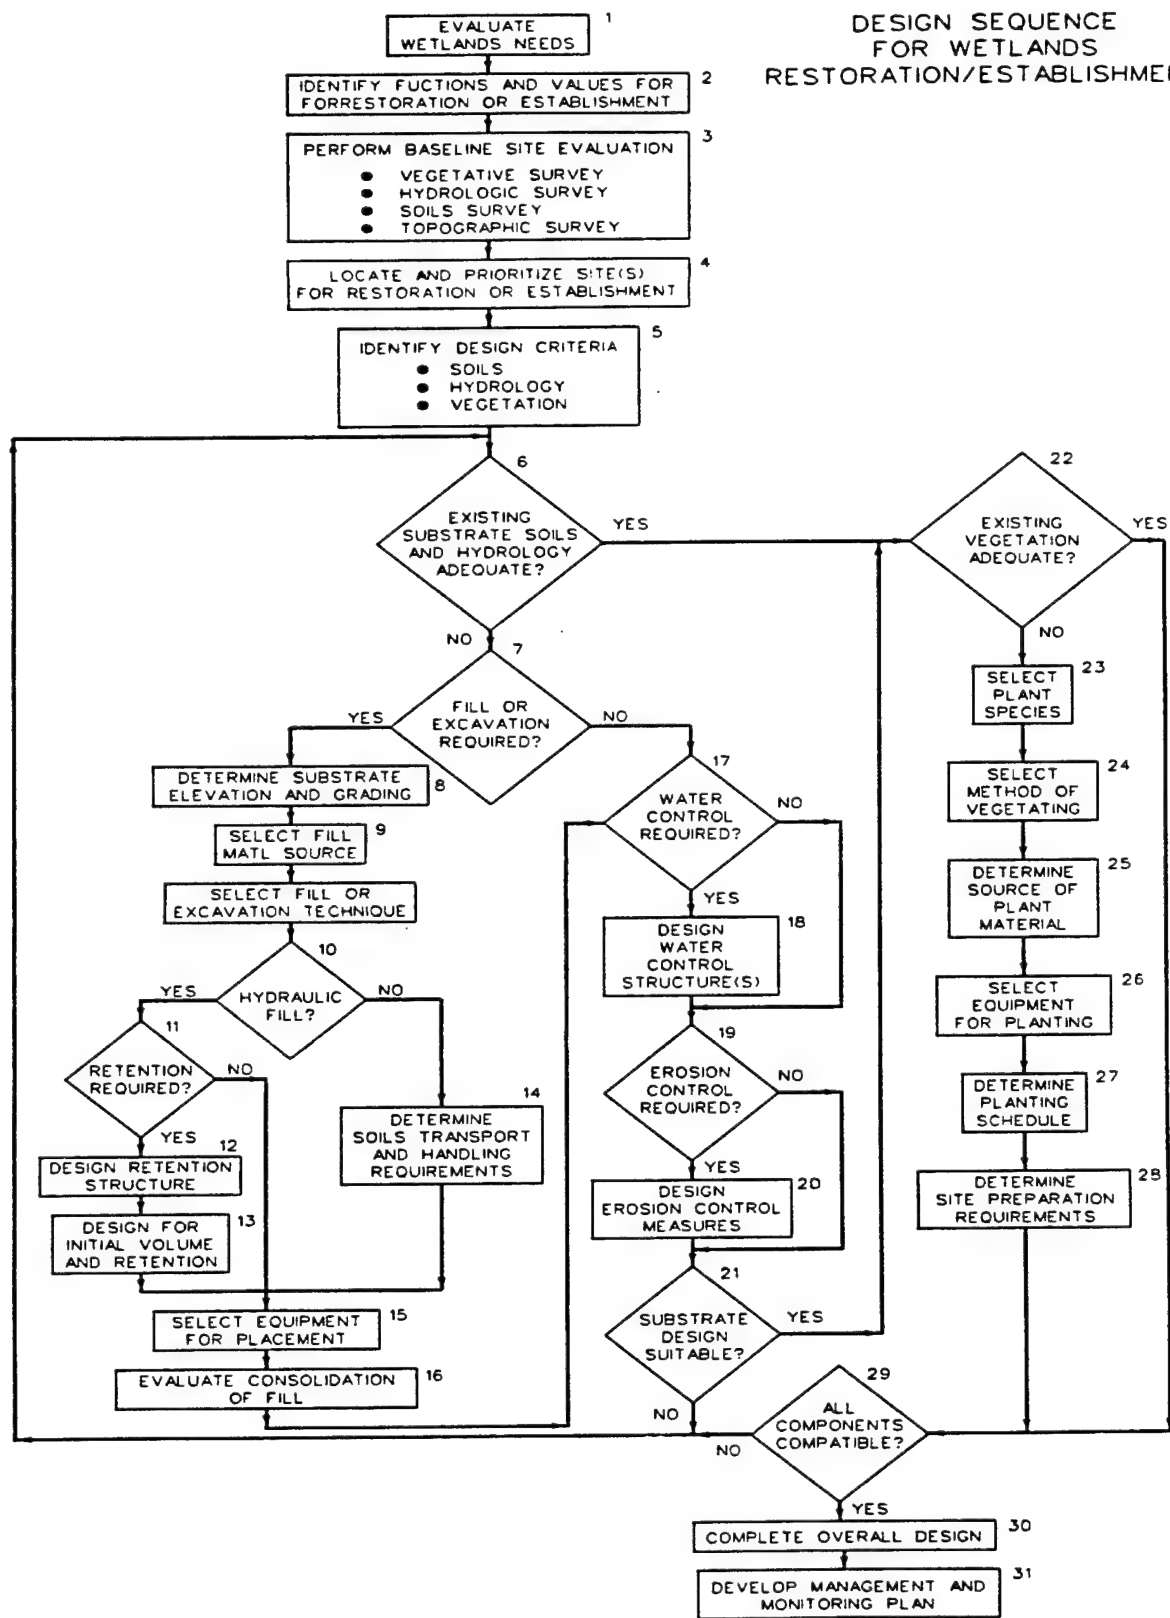 DESIGN SEQUENCE
FOR WETLANDS
RESTORATION/ESTABLISHME
1
EVALUATE
WETLANDS NEEDS
2
IDENTIFY FUCTIONS AND VALUES FOR
FORRESTORATION OR ESTABLISHMENT
3
PERFORM BASELINE SITE EVALUATION
● VEGETATIVE SURVEY
● HYDROLOGIC SURVEY
● SOILS SURVEY
● TOPOGRAPHIC SURVEY
4
LOCATE AND PRIORITIZE SITE(S)
FOR RESTORATION OR ESTABLISHMENT
5
IDENTIFY DESIGN CRITERIA
● SOILS
● HYDROLOGY
● VEGETATION
6
EXISTING
SUBSTRATE SOILS
AND HYDROLOGY
ADEQUATE?
YES
NO
7
FILL OR
EXCAVATION
REQUIRED?
YES
NO
DETERMINE SUBSTRATE
ELEVATION AND GRADING
8
9
SELECT FILL
MATL SOURCE
SELECT FILL OR
EXCAVATION TECHNIQUE
10
HYDRAULIC
FILL?
YES
NO
11
RETENTION
REQUIRED?
NO
YES
12
DESIGN RETENTION
STRUCTURE
13
DESIGN FOR
INITIAL VOLUME
AND RETENTION
14
DETERMINE
SOILS TRANSPORT
AND HANDLING
REQUIREMENTS
15
SELECT EQUIPMENT
FOR PLACEMENT
16
EVALUATE CONSOLIDATION
OF FILL
17
WATER
CONTROL
REQUIRED?
NO
YES
18
DESIGN
WATER
CONTROL
STRUCTURE(S)
19
EROSION
CONTROL
REQUIRED?
NO
YES
20
DESIGN
EROSION CONTROL
MEASURES
21
SUBSTRATE
DESIGN
SUITABLE?
YES
NO
22
EXISTING
VEGETATION
ADEQUATE?
YES
NO
23
SELECT
PLANT
SPECIES
24
SELECT
METHOD OF
VEGETATING
25
DETERMINE
SOURCE OF
PLANT
MATERIAL
26
SELECT
EQUIPMENT
FOR PLANTING
27
DETERMINE
PLANTING
SCHEDULE
28
DETERMINE
SITE PREPARATION
REQUIREMENTS
29
ALL
COMPONENTS
COMPATIBLE?
NO
YES
30
COMPLETE OVERALL DESIGN
31
DEVELOP MANAGEMENT AND
MONITORING PLAN